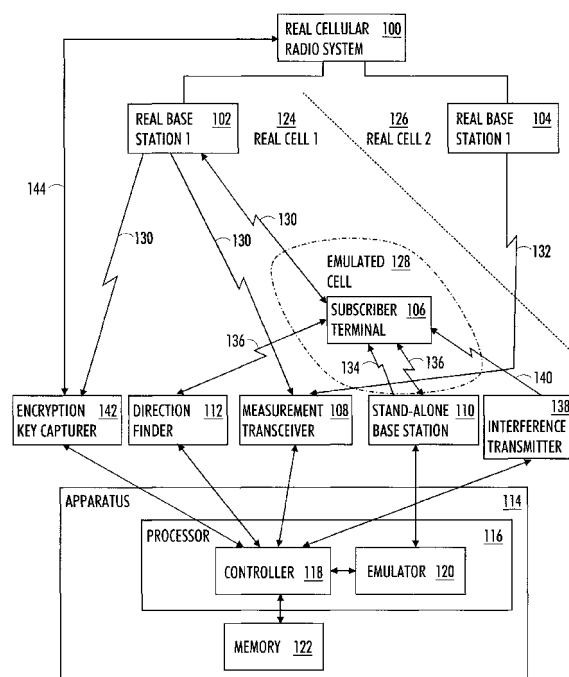 REAL CELLULAR
RADIO SYSTEM 100
REAL BASE
STATION 1 102
124
REAL CELL 1
126
REAL CELL 2
REAL BASE
STATION 1 104
144
130
130
130
132
EMULATED 128
CELL
SUBSCRIBER
TERMINAL 106
136
134
136
140
ENCRYPTION
KEY CAPTURER 142
DIRECTION
FINDER 112
MEASUREMENT
TRANSCEIVER 108
STAND-ALONE
BASE STATION 110
138
INTERFERENCE
TRANSMITTER
APPARATUS 114
PROCESSOR 116
CONTROLLER 118
EMULATOR 120
MEMORY 122